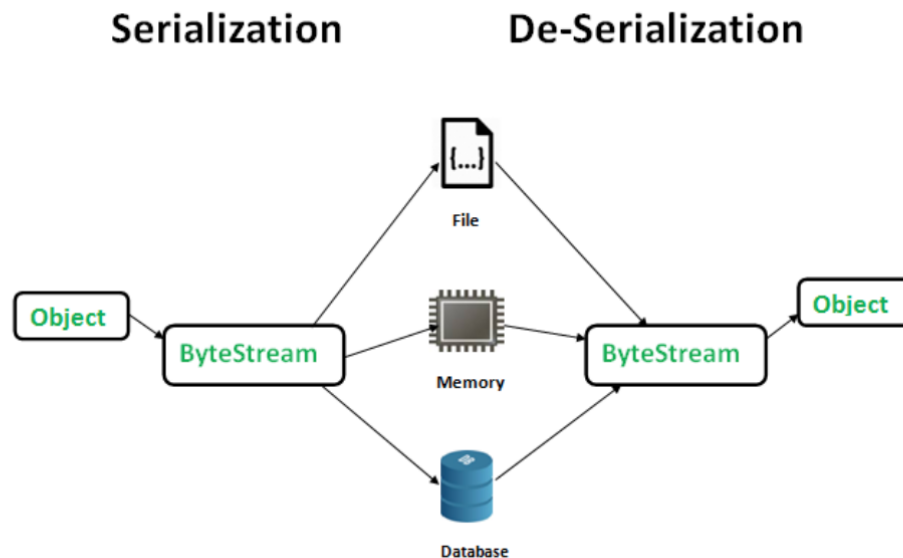 Serialization De-Serialization
{...}
File
Object
Object
ByteStream
ByteStream
Memory
Database